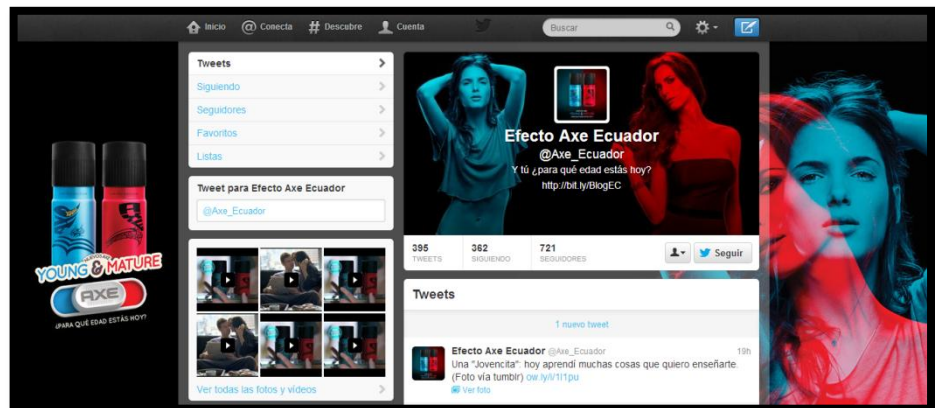 Inicio
Conecta
Descubre
Cuenta
Buscar
Tweets
Siguiendo
Seguidores
Favoritos
Listas
Tweet para Efecto Axe Ecuador
@Axe_Ecuador
Ver todas las fotos y vídeos
Efecto Axe Ecuador
@Axe_Ecuador
Y tú ¿para qué edad estás hoy?
http://bit.ly/BlogEC
395
TWEETS
362
SIGUIENDO
721
SEGUIDORES
Seguir
Tweets
1 nuevo tweet
Efecto Axe Ecuador @Axe_Ecuador 19h
Una "Jovencita": hoy aprendí muchas cosas que quiero enseñarte.
(Foto vía tumblr) ow.ly/i/1I1pu
Ver foto
YOUNG & MATURE
AXE
¿PARA QUÉ EDAD ESTÁS HOY?